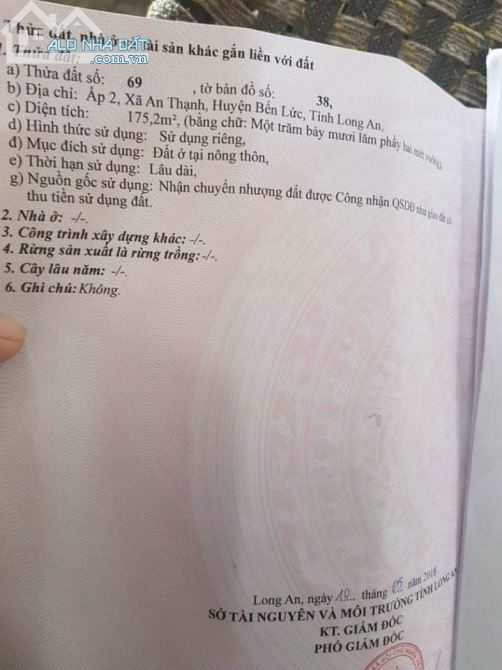 ALO NHÀ ĐẤT
.com.vn
Thửa đất, nhà ở và tài sản khác gắn liền với đất
1. Thửa đất:
a) Thửa đất số: 69 , tờ bản đồ số: 38,
b) Địa chỉ: Ấp 2, Xã An Thạnh, Huyện Bến Lức, Tỉnh Long An,
c) Diện tích: 175,2m², (bằng chữ: Một trăm bảy mươi lăm phẩy hai mét vuông),
d) Hình thức sử dụng: Sử dụng riêng,
đ) Mục đích sử dụng: Đất ở tại nông thôn,
e) Thời hạn sử dụng: Lâu dài,
g) Nguồn gốc sử dụng: Nhận chuyển nhượng đất được Công nhận QSDĐ như giao đất có
thu tiền sử dụng đất.
2. Nhà ở: -/-.
3. Công trình xây dựng khác: -/-.
4. Rừng sản xuất là rừng trồng: -/-.
5. Cây lâu năm: -/-.
6. Ghi chú: Không.
Long An, ngày 10 tháng 05 năm 2018
SỞ TÀI NGUYÊN VÀ MÔI TRƯỜNG TỈNH LONG AN
KT. GIÁM ĐỐC
PHÓ GIÁM ĐỐC